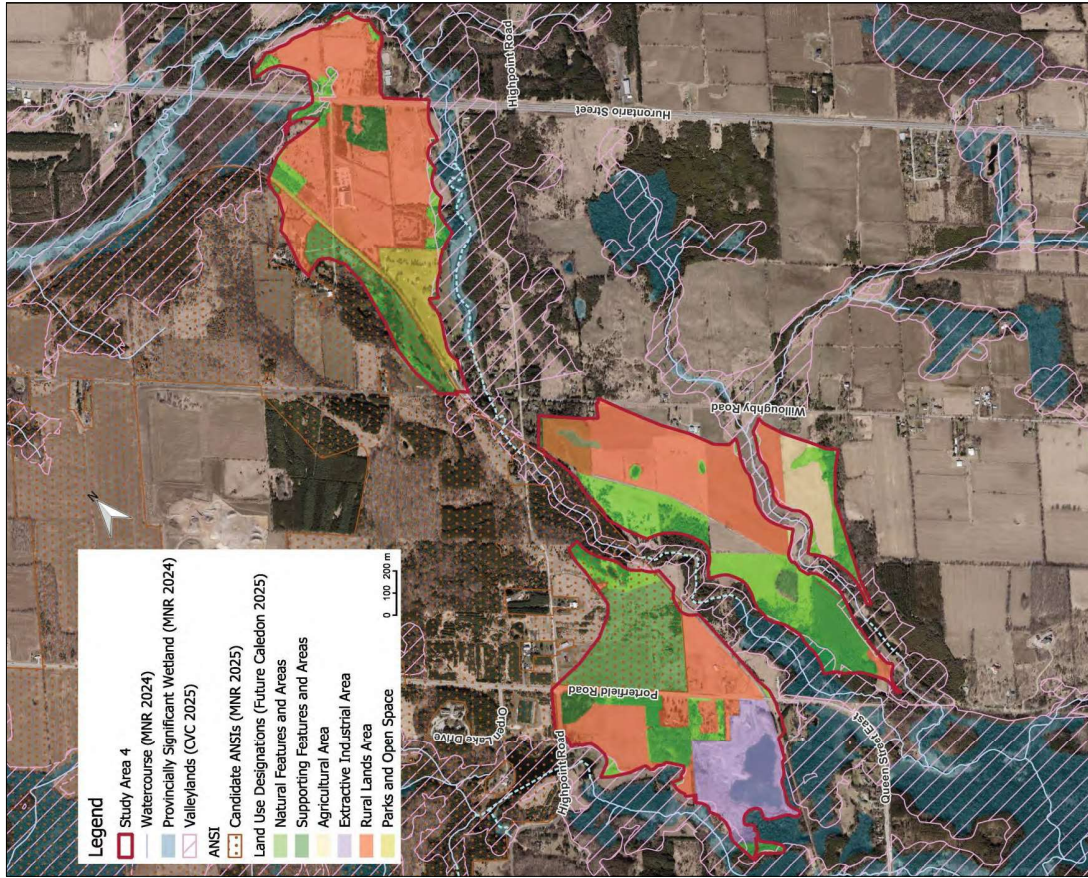 Legend
Study Area 4
Watercourse (MNR 2024)
Provincially Significant Wetland (MNR 2024)
Valleylands (CVC 2025)
ANSI
Candidate ANSIs (MNR 2025)
Land Use Designations (Future Caledon 2025)
Natural Features and Areas
Supporting Features and Areas
Agricultural Area
Extractive Industrial Area
Rural Lands Area
Parks and Open Space
0 100 200 m
N
Highpoint Road
Hurontario Street
Willoughby Road
Orpen
Lake Drive
Porterfield Road
Highpoint Road
Queen Street East